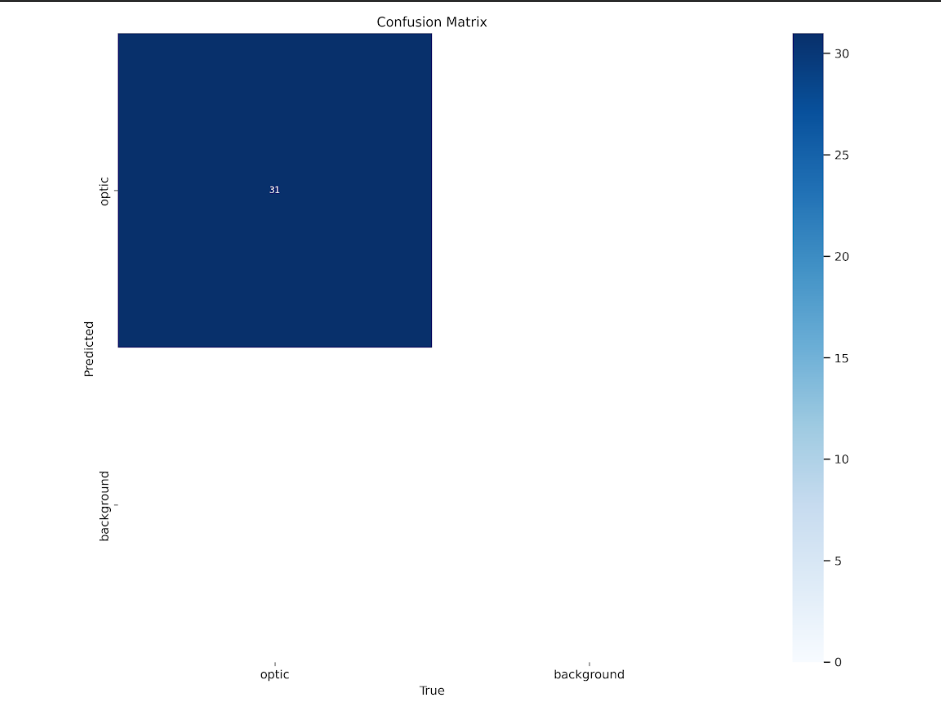 Confusion Matrix
optic
31
Predicted
background
optic
background
True
30
25
20
15
10
5
0